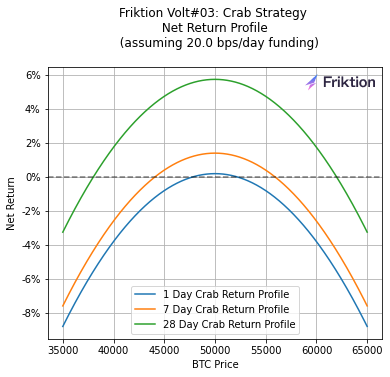 Friktion Volt#03: Crab Strategy
Net Return Profile
(assuming 20.0 bps/day funding)
Friktion
6%
4%
2%
0%
-2%
-4%
-6%
-8%
Net Return
1 Day Crab Return Profile
7 Day Crab Return Profile
28 Day Crab Return Profile
35000 40000 45000 50000 55000 60000 65000
BTC Price